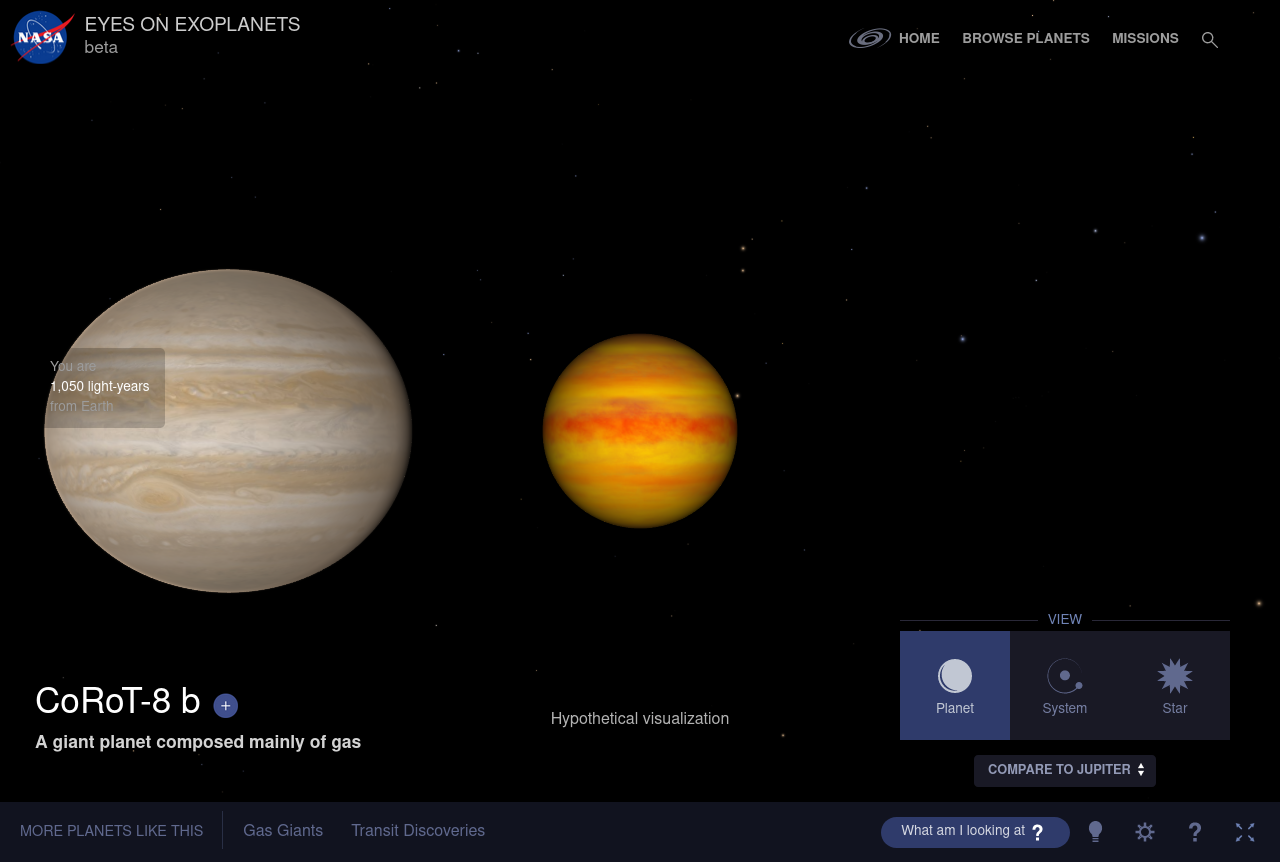 NASA
EYES ON EXOPLANETS
beta
HOME
BROWSE PLANETS
MISSIONS
You are
1,050 light-years
from Earth
VIEW
Planet
System
Star
COMPARE TO JUPITER
CoRoT-8 b +
A giant planet composed mainly of gas
Hypothetical visualization
MORE PLANETS LIKE THIS
Gas Giants
Transit Discoveries
What am I looking at ?
?